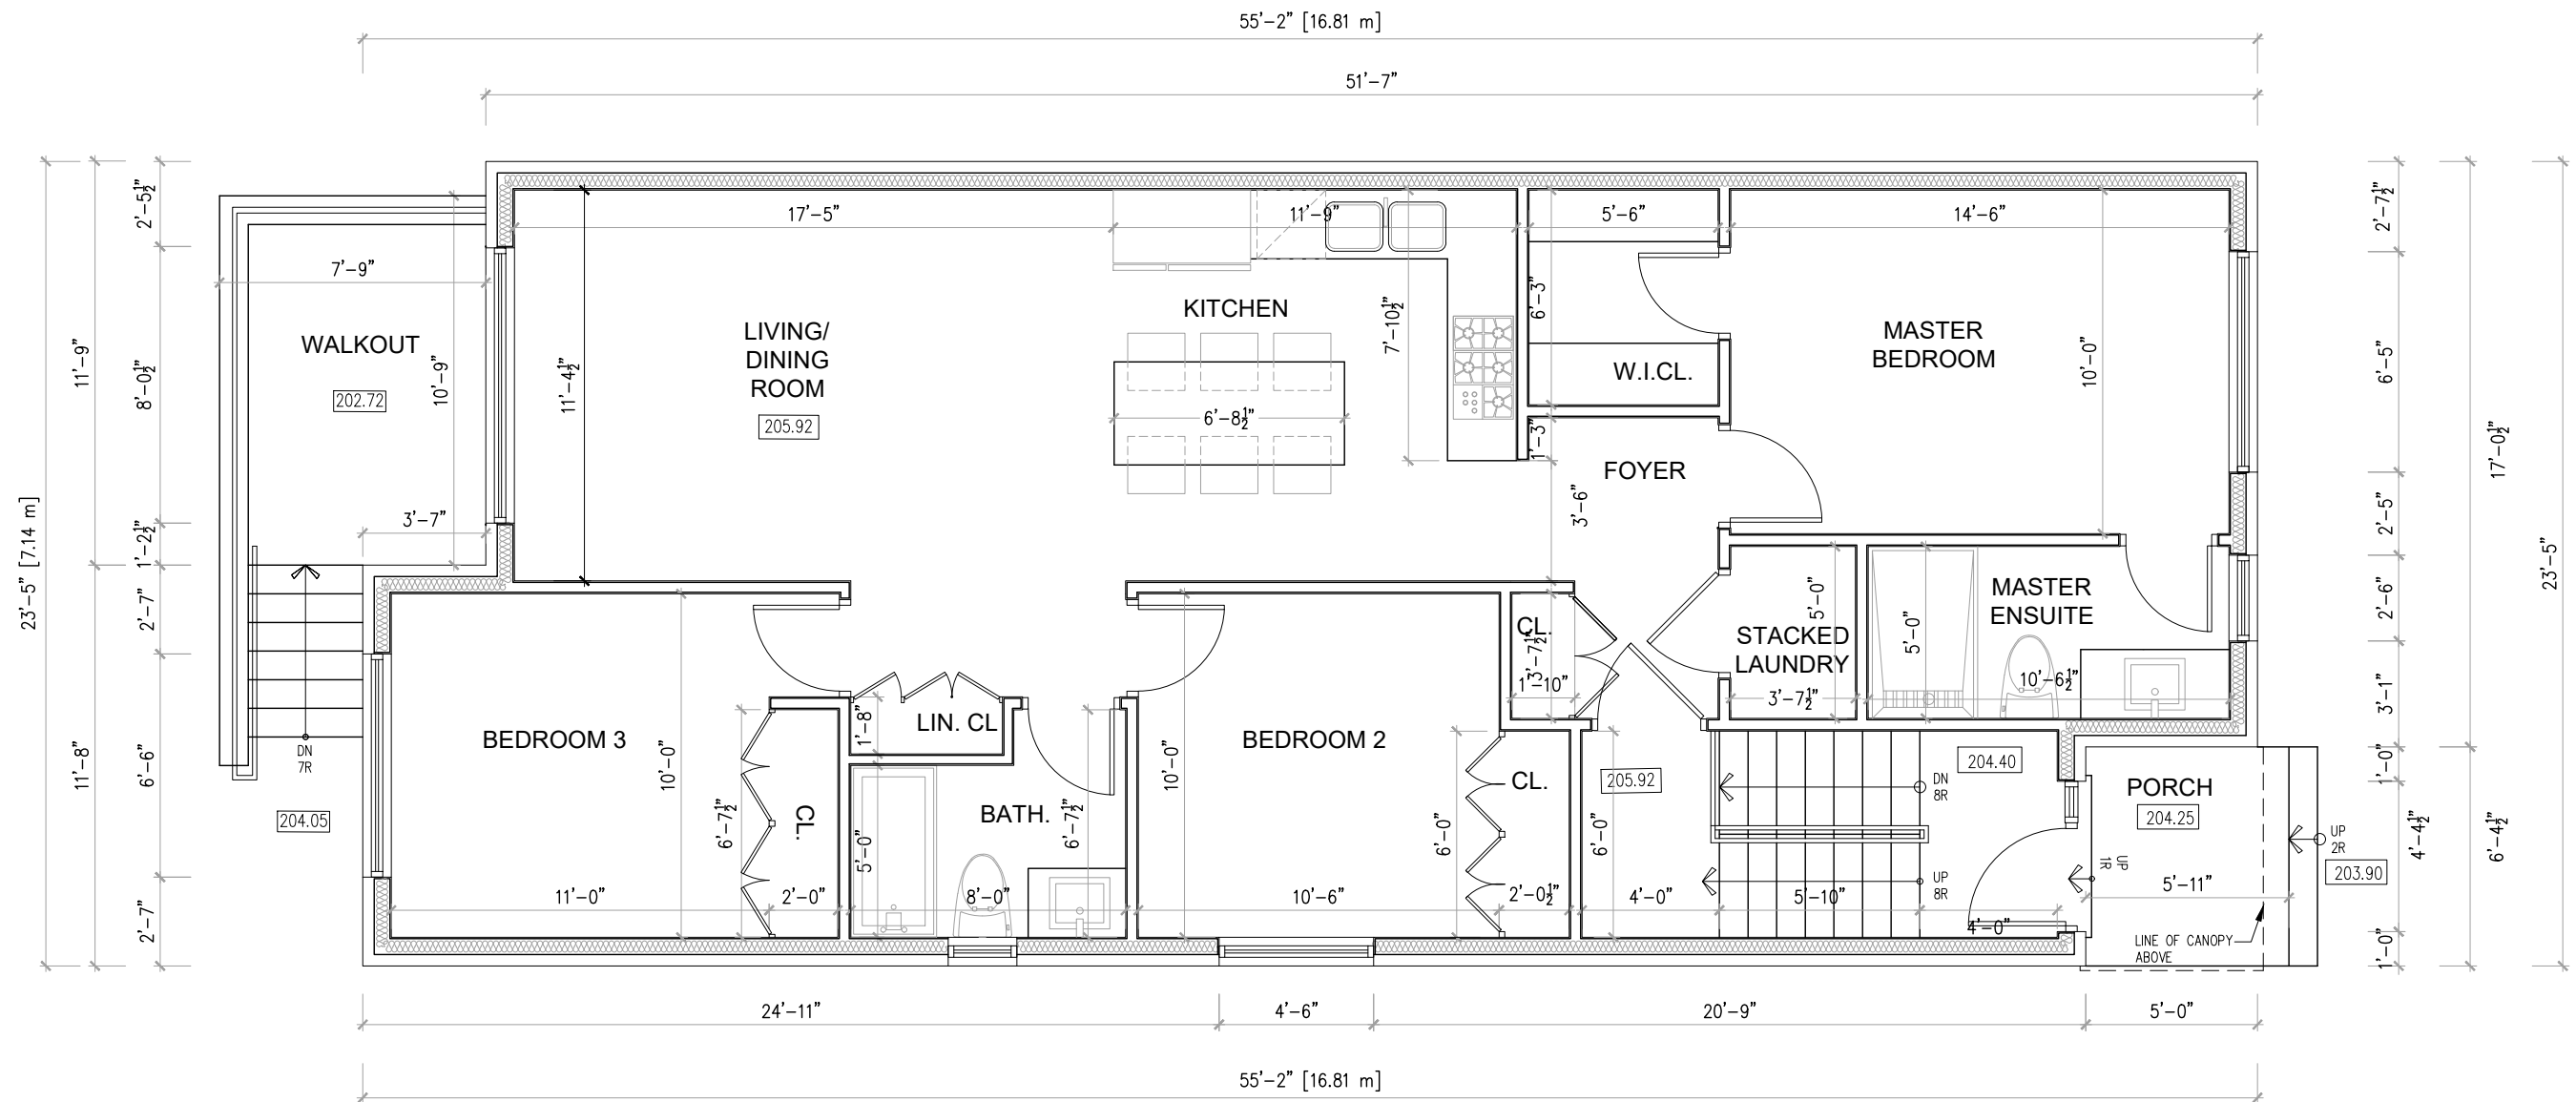 55'-2" [16.81 m]
51'-7"
23'-5" [7.14 m]
11'-9"
11'-8"
2'-5½"
8'-0½"
1'-2½"
2'-7"
6'-6"
2'-7"
7'-9"
WALKOUT
202.72
10'-9"
3'-7"
DN
7R
204.05
17'-5"
11'-9"
5'-6"
14'-6"
LIVING/
DINING
ROOM
205.92
11'-4½"
KITCHEN
6'-8½"
7'-10½"
6'-3"
W.I.CL.
1'-3"
3'-6"
FOYER
MASTER
BEDROOM
10'-0"
MASTER
ENSUITE
5'-0"
10'-6½"
STACKED
LAUNDRY
5'-0"
3'-7½"
CL.
3'-7½"
1'-10"
BEDROOM 3
10'-0"
11'-0"
6'-7½"
CL.
2'-0"
LIN. CL
1'-8"
BATH.
5'-0"
8'-0"
6'-7½"
BEDROOM 2
10'-0"
10'-6"
6'-0"
CL.
2'-0½"
205.92
6'-0"
4'-0"
5'-10"
4'-0"
DN
8R
UP
8R
204.40
PORCH
204.25
UP
1R
UP
2R
203.90
5'-11"
LINE OF CANOPY
ABOVE
2'-7½"
6'-5"
2'-5"
2'-6"
3'-1"
1'-0"
4'-4½"
1'-0"
17'-0½"
6'-4½"
23'-5"
24'-11"
4'-6"
20'-9"
5'-0"
55'-2" [16.81 m]